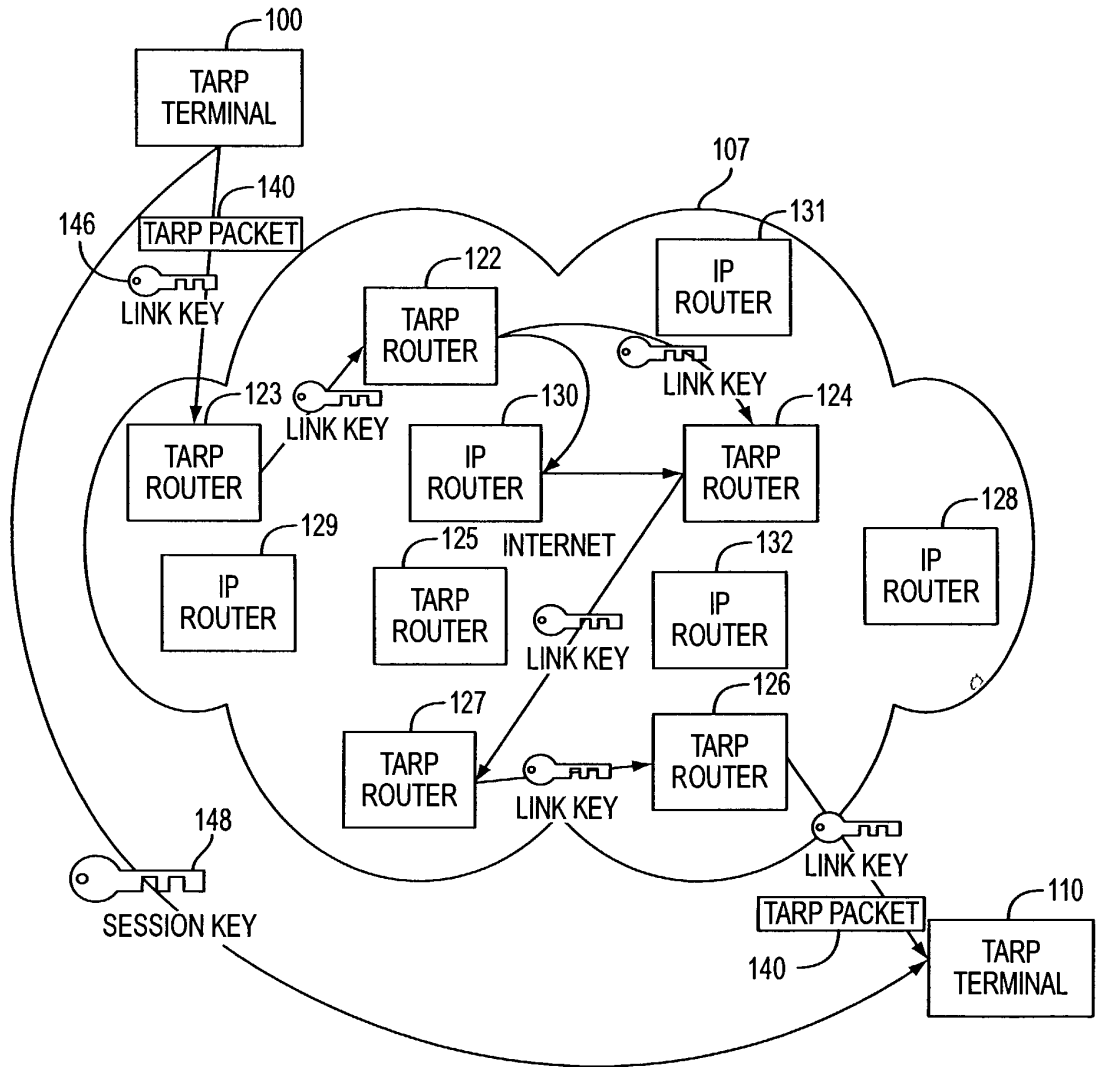 100
TARP
TERMINAL
107
140
TARP PACKET
146
LINK KEY
131
IP
ROUTER
122
TARP
ROUTER
LINK KEY
123
TARP
ROUTER
LINK KEY
130
IP
ROUTER
124
TARP
ROUTER
INTERNET
129
IP
ROUTER
125
TARP
ROUTER
132
IP
ROUTER
128
IP
ROUTER
LINK KEY
127
TARP
ROUTER
126
TARP
ROUTER
LINK KEY
LINK KEY
148
SESSION KEY
TARP PACKET
140
110
TARP
TERMINAL